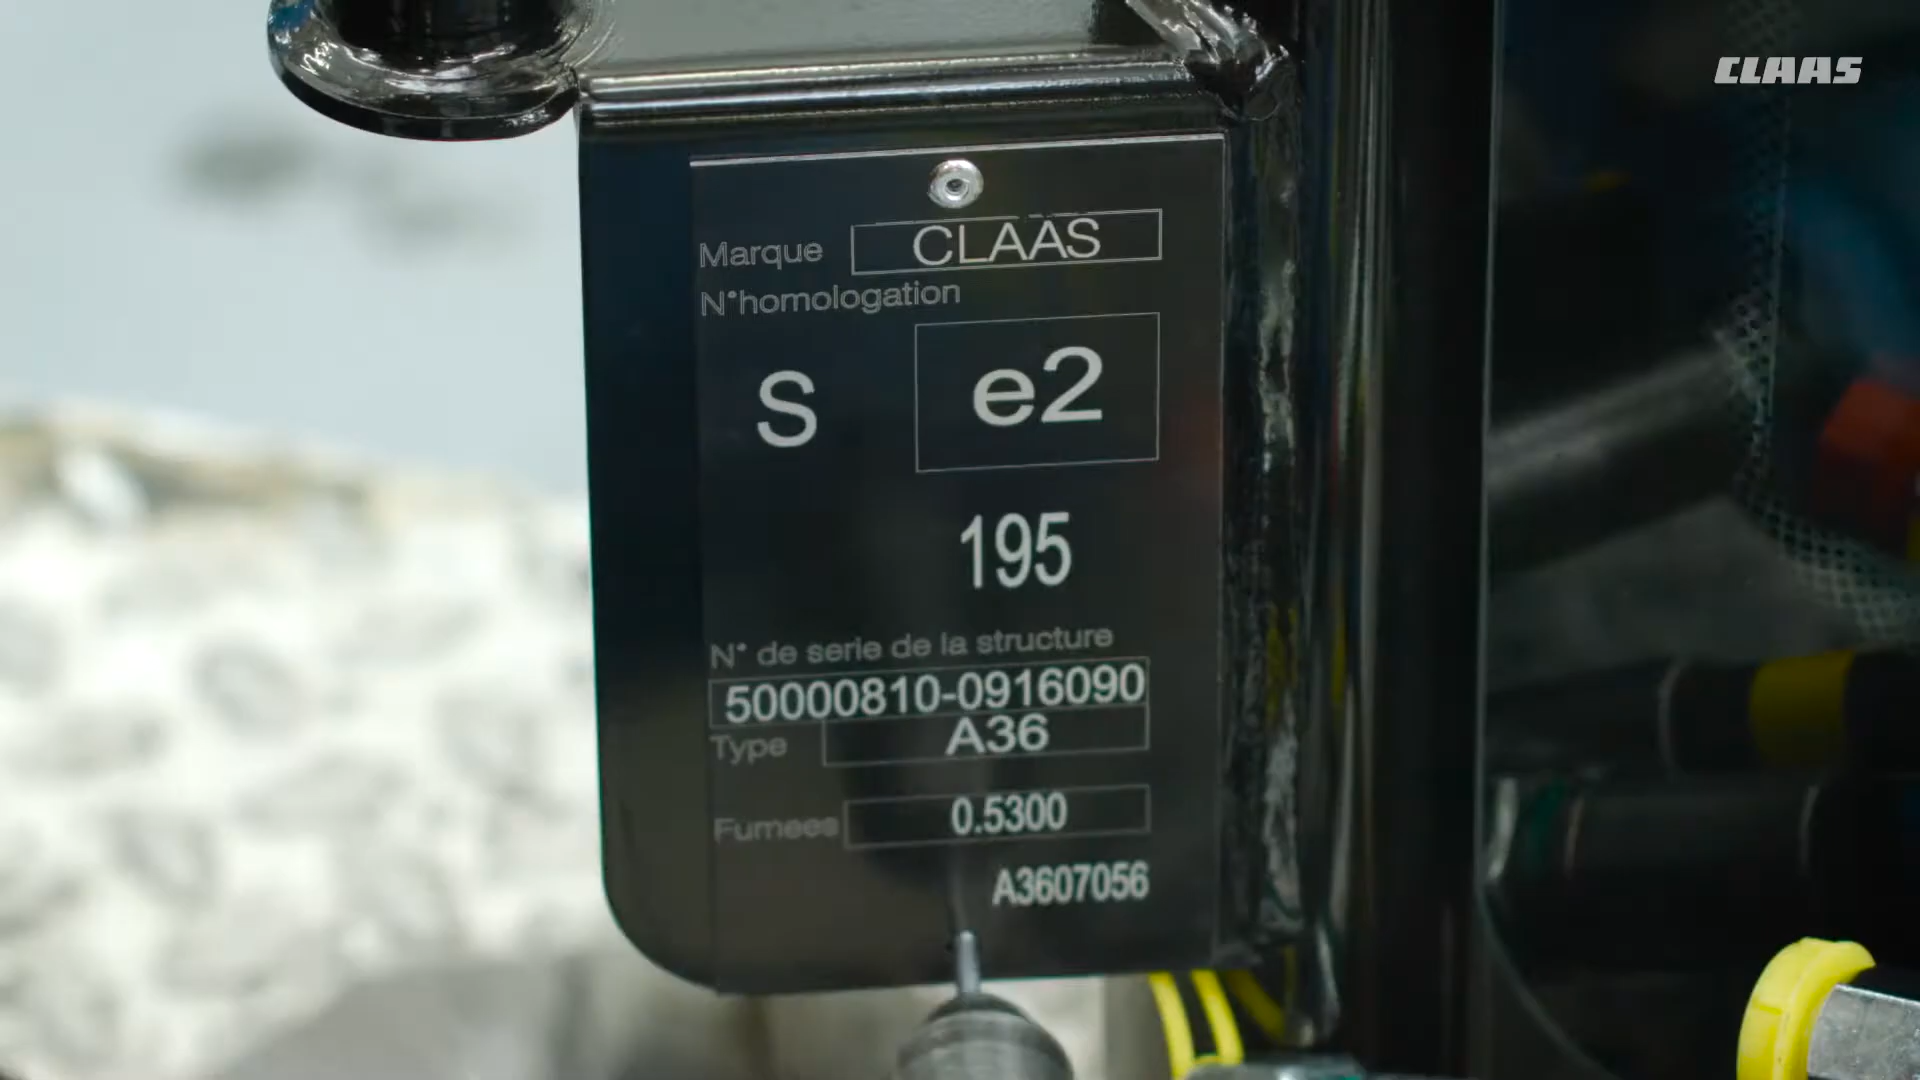 CLAAS
Marque CLAAS
N°homologation
S e2
195
N° de serie de la structure
50000810-0916090
Type A36
Fumees 0.5300
A3607056